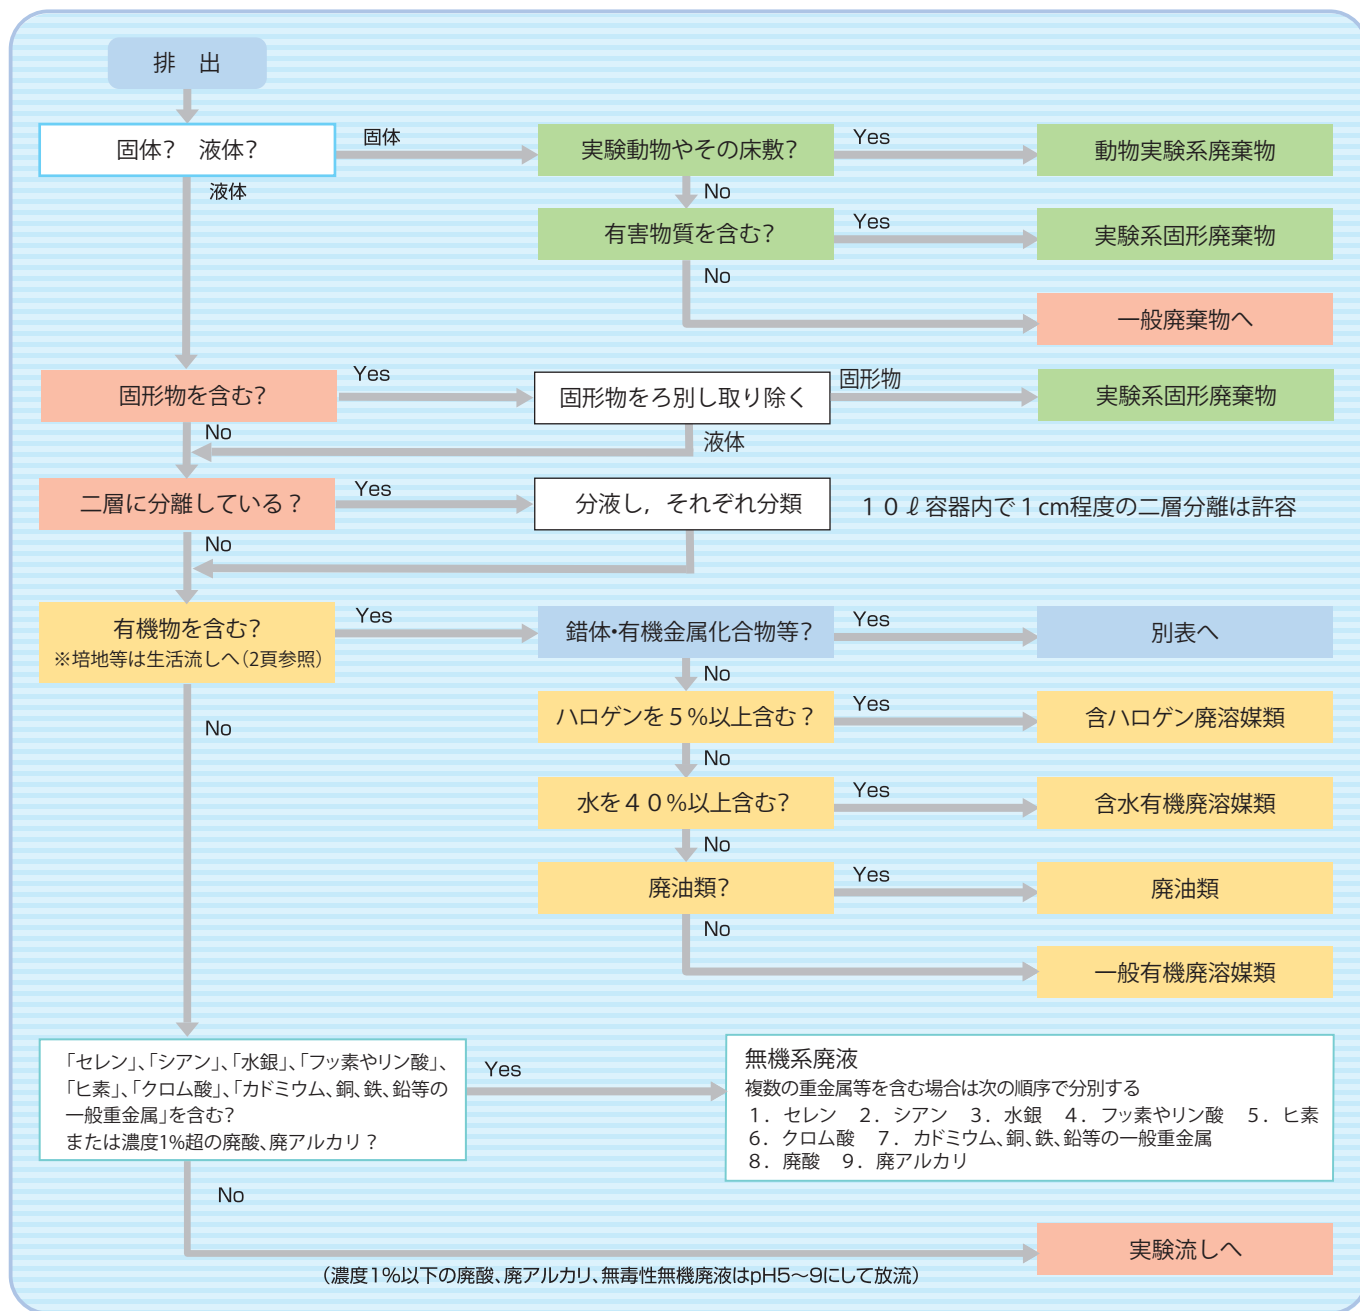 排　出
固体？　液体？
固体
実験動物やその床敷？
Yes
動物実験系廃棄物
液体
No
有害物質を含む？
Yes
実験系固形廃棄物
No
一般廃棄物へ
固形物を含む？
Yes
固形物をろ別し取り除く
固形物
実験系固形廃棄物
No
液体
二層に分離している？
Yes
分液し，それぞれ分類
１０ℓ容器内で１cm程度の二層分離は許容
No
有機物を含む？
※培地等は生活流しへ（2頁参照）
Yes
錯体・有機金属化合物等？
Yes
別表へ
No
ハロゲンを５％以上含む？
Yes
含ハロゲン廃溶媒類
No
No
水を４０％以上含む？
Yes
含水有機廃溶媒類
No
廃油類？
Yes
廃油類
No
一般有機廃溶媒類
「セレン」、「シアン」、「水銀」、「フッ素やリン酸」、
「ヒ素」、「クロム酸」、「カドミウム、銅、鉄、鉛等の
一般重金属」を含む？
または濃度1％超の廃酸、廃アルカリ？
Yes
無機系廃液
複数の重金属等を含む場合は次の順序で分別する
１．セレン　２．シアン　３．水銀　４．フッ素やリン酸　５．ヒ素
６．クロム酸　７．カドミウム、銅、鉄、鉛等の一般重金属
８．廃酸　９．廃アルカリ
No
実験流しへ
（濃度1％以下の廃酸、廃アルカリ、無毒性無機廃液はpH5〜9にして放流）